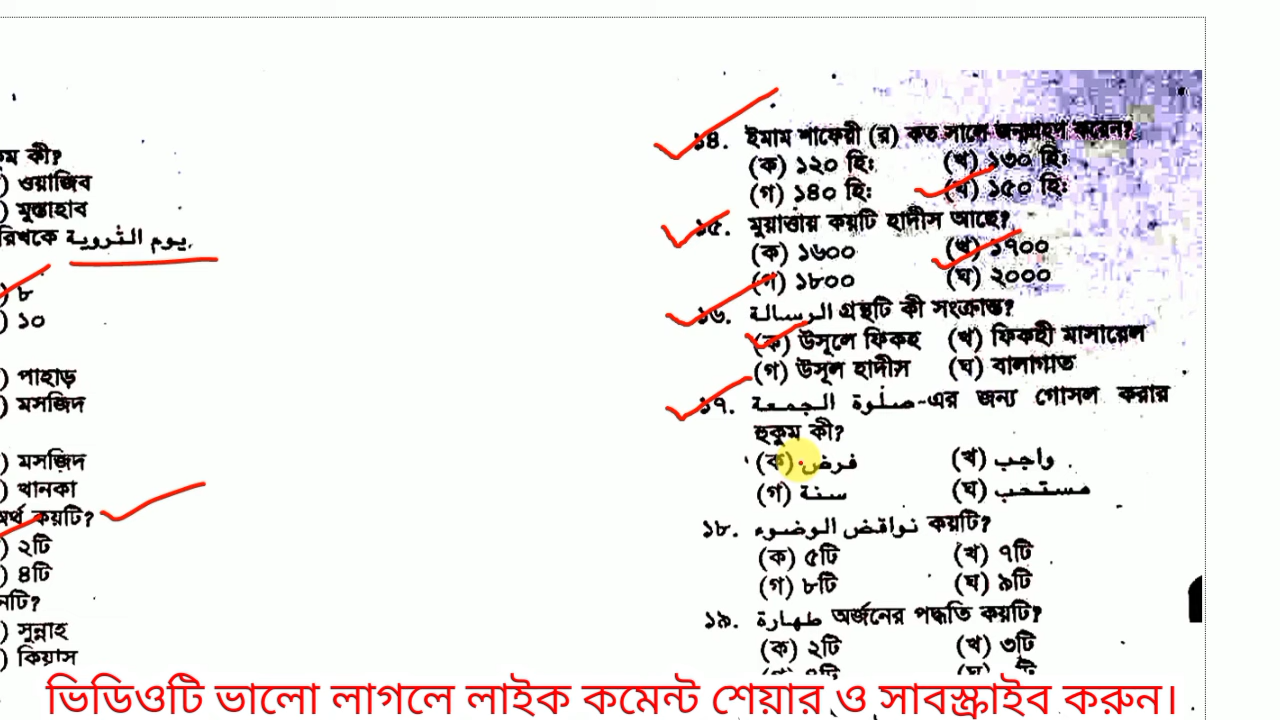 কুম কী?
) ওয়াজিব
) মুস্তাহাব
রিখকে يوم التروية.
) ৮
) ১০
) পাহাড়
) মসজিদ
) মসজিদ
) খানকা
অর্থ কয়টি?
) ২টি
) ৪টি
নটি?
) সুন্নাহ
) কিয়াস
১৪. ইমাম শাফেয়ী (র) কত সালে জন্মগ্রহণ করেন?
(ক) ১২০ হিঃ (খ) ১৩০ হিঃ
(গ) ১৪০ হিঃ (ঘ) ১৫০ হিঃ
১৫. মুয়াত্তায় কয়টি হাদীস আছে?
(ক) ১৬০০ (খ) ১৭০০
(গ) ১৮০০ (ঘ) ২০০০
১৬. الرسالة গ্রন্থটি কী সংক্রান্ত?
(ক) উসূলে ফিকহ (খ) ফিকহী মাসায়েল
(গ) উসূল হাদীস (ঘ) বালাগাত
১৭. صلوة الجمعة-এর জন্য গোসল করার
হুকুম কী?
(ক) فرض (খ) واجب
(গ) سنة (ঘ) مستحب
১৮. نواقض الوضوء কয়টি?
(ক) ৫টি (খ) ৭টি
(গ) ৮টি (ঘ) ৯টি
১৯. طهارة অর্জনের পদ্ধতি কয়টি?
(ক) ২টি (খ) ৩টি
ভিডিওটি ভালো লাগলে লাইক কমেন্ট শেয়ার ও সাবস্ক্রাইব করুন।